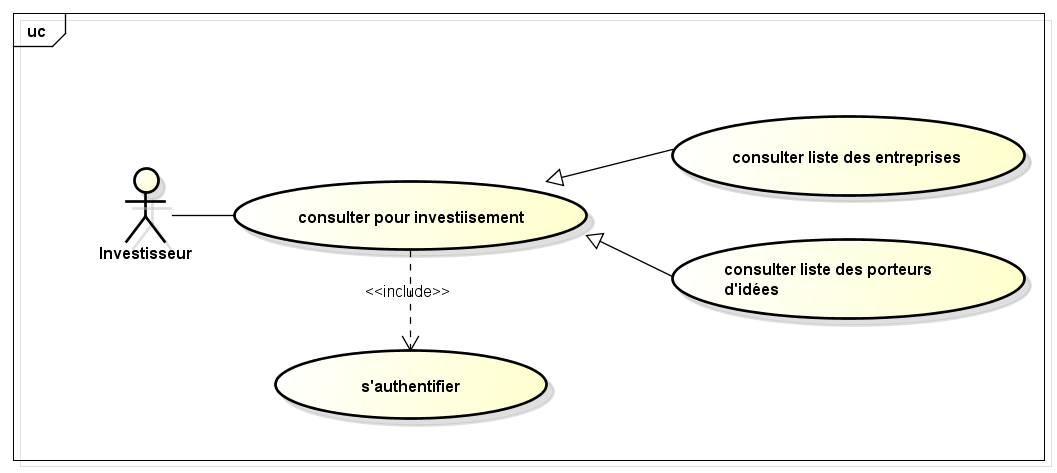 uc
consulter liste des entreprises
consulter pour investiisement
Investisseur
consulter liste des porteurs
d'idées
<<include>>
s'authentifier